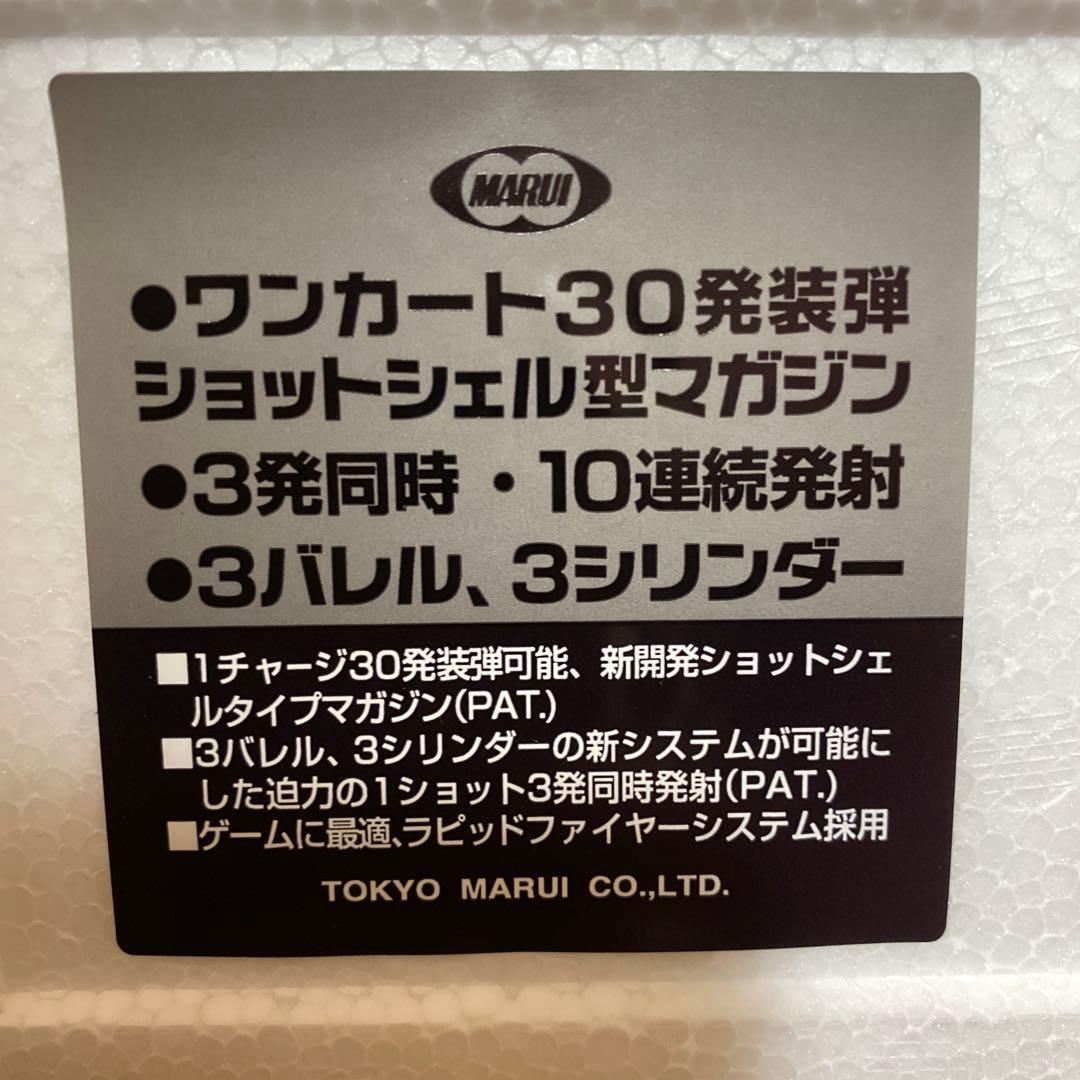 MARUI
●ワンカート30発装弾
ショットシェル型マガジン
●3発同時・10連続発射
●3バレル、3シリンダー
■1チャージ30発装弾可能、新開発ショットシェ
ルタイプマガジン(PAT.)
■3バレル、3シリンダーの新システムが可能に
した迫力の1ショット3発同時発射(PAT.)
■ゲームに最適、ラピッドファイヤーシステム採用
TOKYO MARUI CO.,LTD.